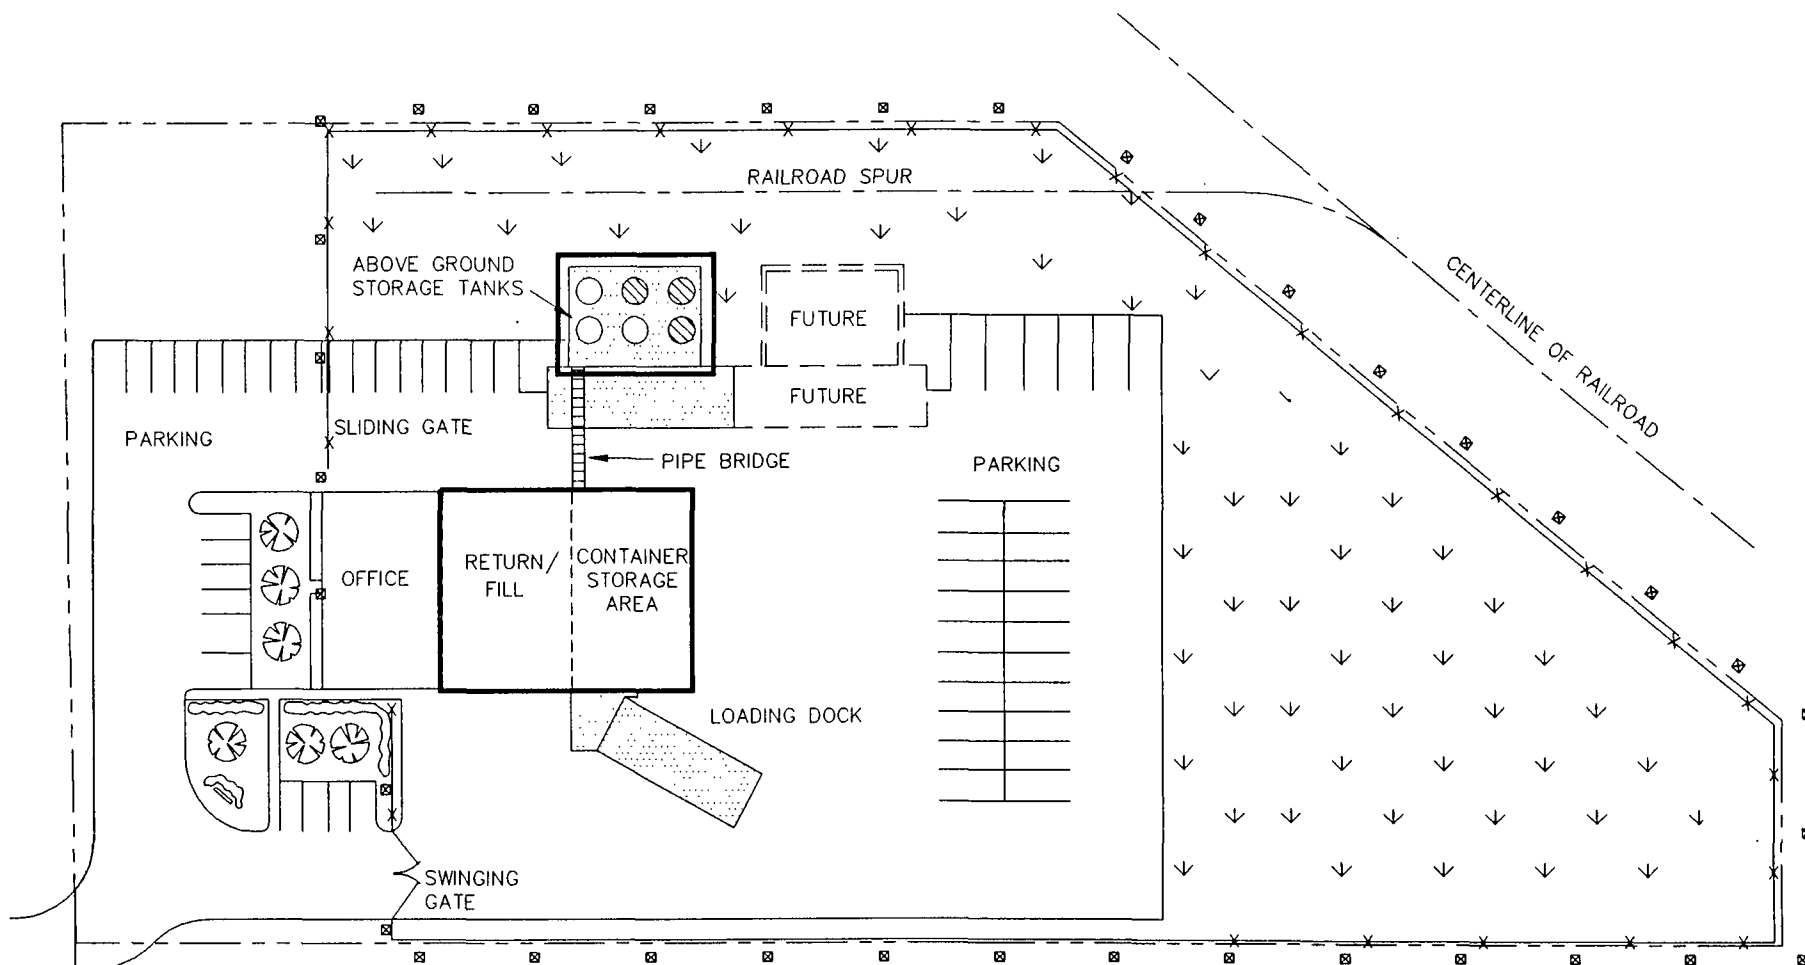 RAILROAD SPUR
ABOVE GROUND
STORAGE TANKS
CENTERLINE OF RAILROAD
FUTURE
FUTURE
PARKING
SLIDING GATE
PIPE BRIDGE
PARKING
OFFICE
RETURN/
FILL
CONTAINER
STORAGE
AREA
LOADING DOCK
SWINGING
GATE